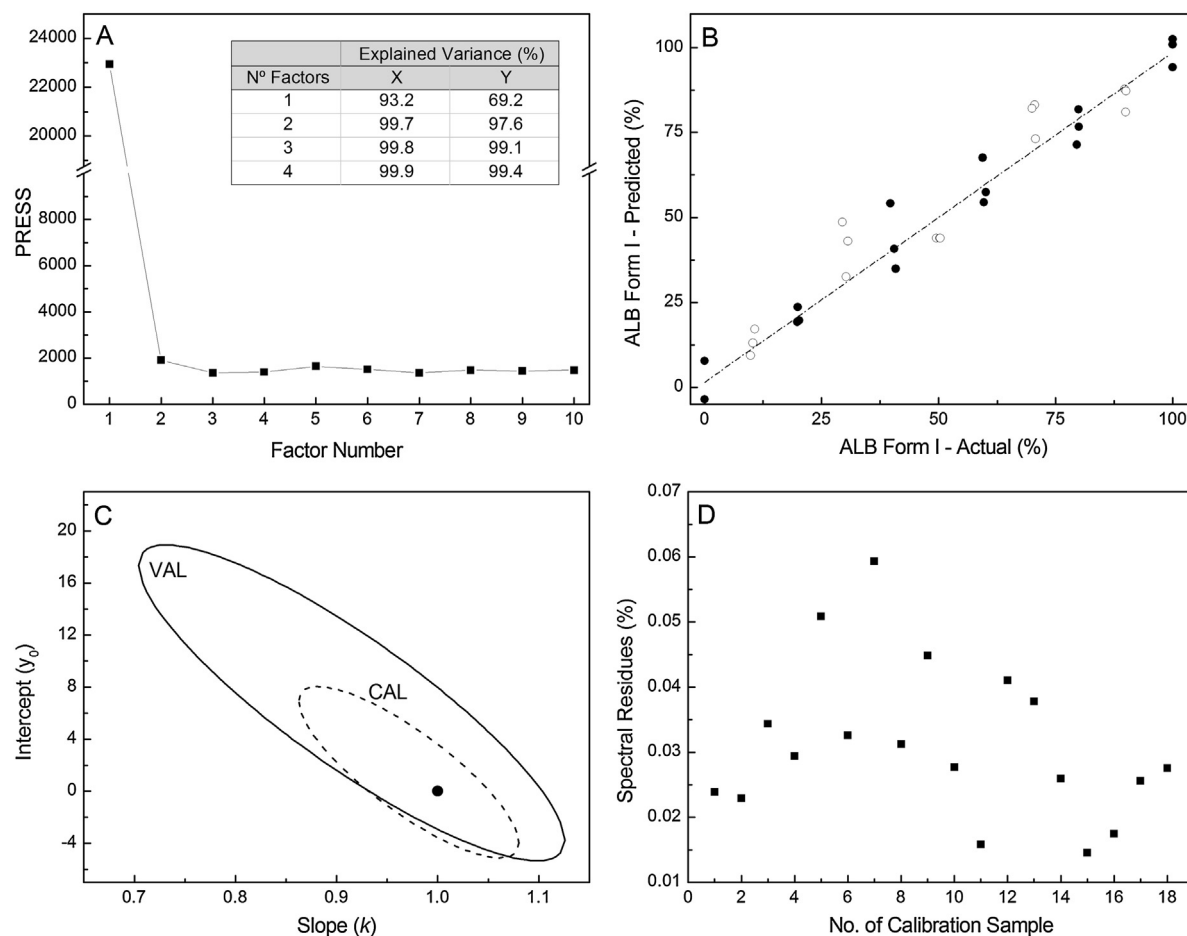 A
24000
22000
20000
8000
6000
4000
2000
0
PRESS
1 2 3 4 5 6 7 8 9 10
Factor Number
Explained Variance (%)
Nº Factors X Y
1 93.2 69.2
2 99.7 97.6
3 99.8 99.1
4 99.9 99.4
B
100
75
50
25
0
ALB Form I - Predicted (%)
0 25 50 75 100
ALB Form I - Actual (%)
C
20
16
12
8
4
0
-4
Intercept (y0)
VAL
CAL
0.7 0.8 0.9 1.0 1.1
Slope (k)
D
0.07
0.06
0.05
0.04
0.03
0.02
0.01
Spectral Residues (%)
0 2 4 6 8 10 12 14 16 18
No. of Calibration Sample